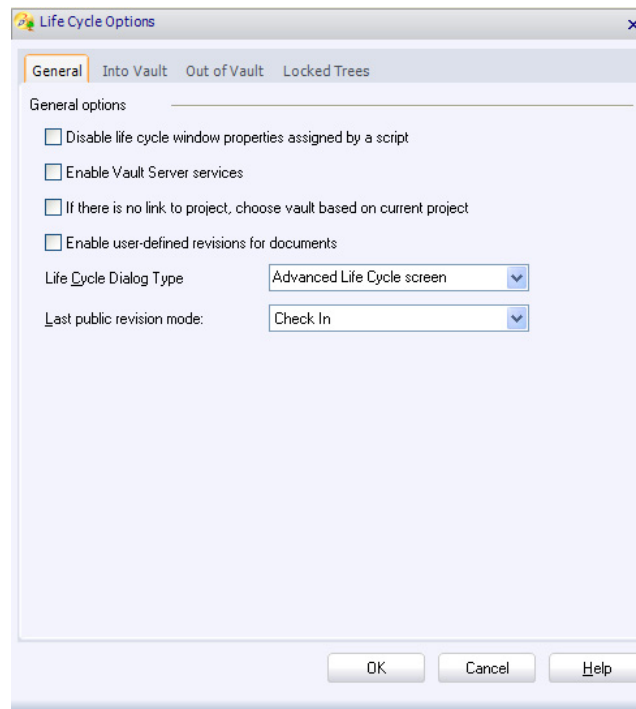 Life Cycle Options
General Into Vault Out of Vault Locked Trees
General options
Disable life cycle window properties assigned by a script
Enable Vault Server services
If there is no link to project, choose vault based on current project
Enable user-defined revisions for documents
Life Cycle Dialog Type Advanced Life Cycle screen
Last public revision mode: Check In
OK Cancel Help